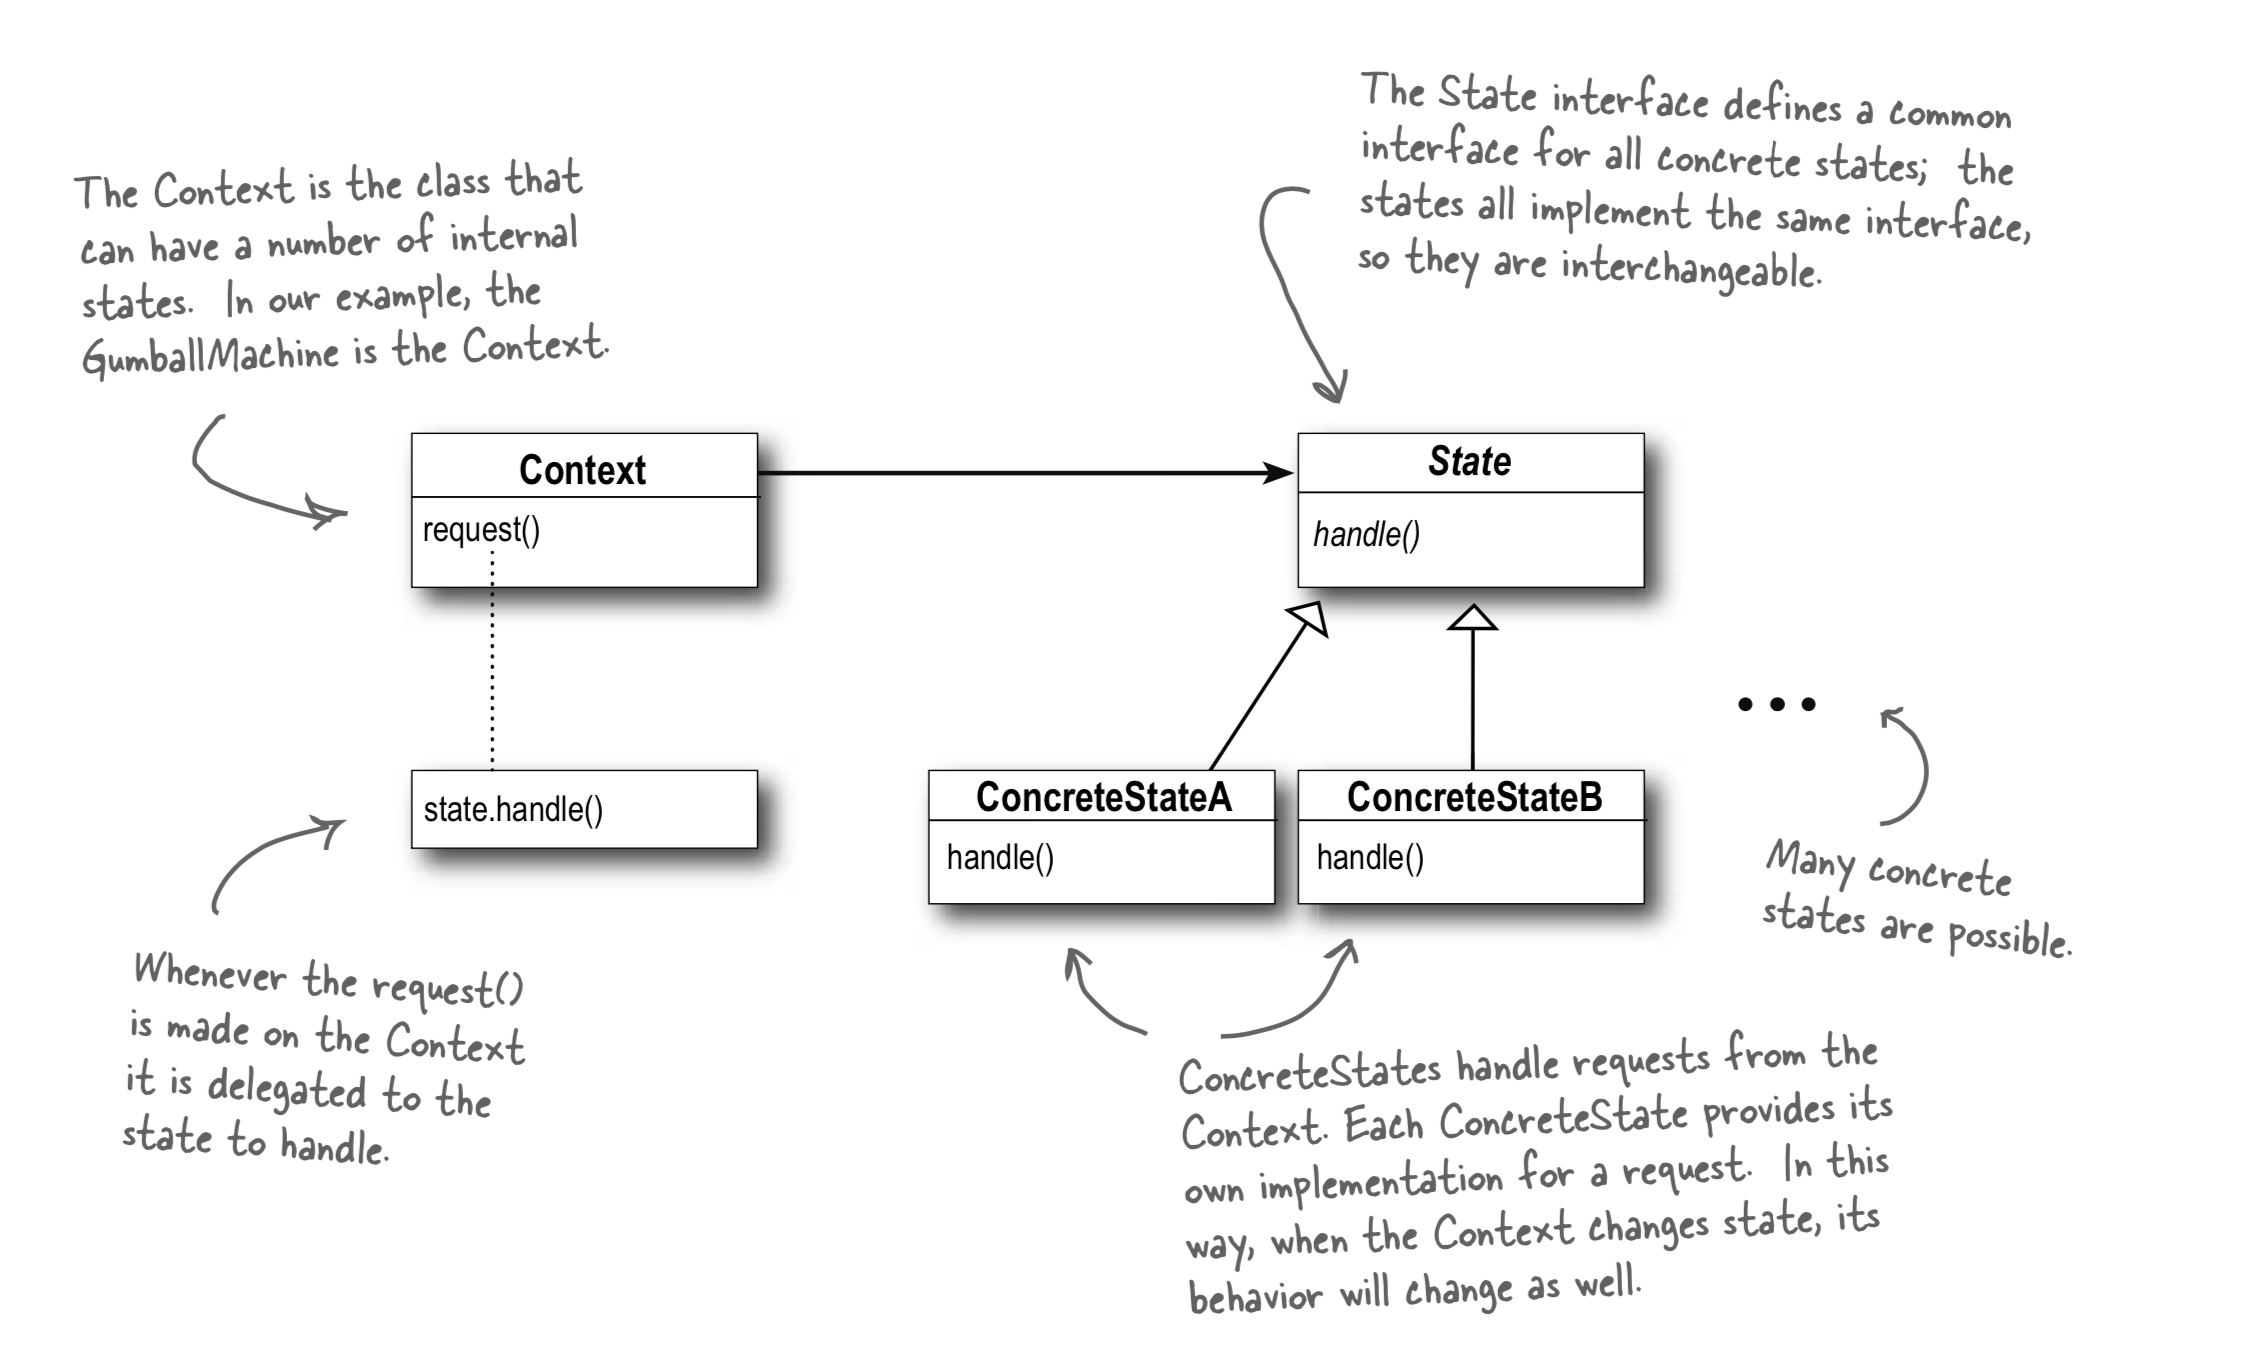 The Context is the class that
can have a number of internal
states. In our example, the
GumballMachine is the Context.
The State interface defines a common
interface for all concrete states; the
states all implement the same interface,
so they are interchangeable.
Context
request()
State
handle()
state.handle()
ConcreteStateA
handle()
ConcreteStateB
handle()
...
Many concrete
states are possible.
Whenever the request()
is made on the Context
it is delegated to the
state to handle.
ConcreteStates handle requests from the
Context. Each ConcreteState provides its
own implementation for a request. In this
way, when the Context changes state, its
behavior will change as well.